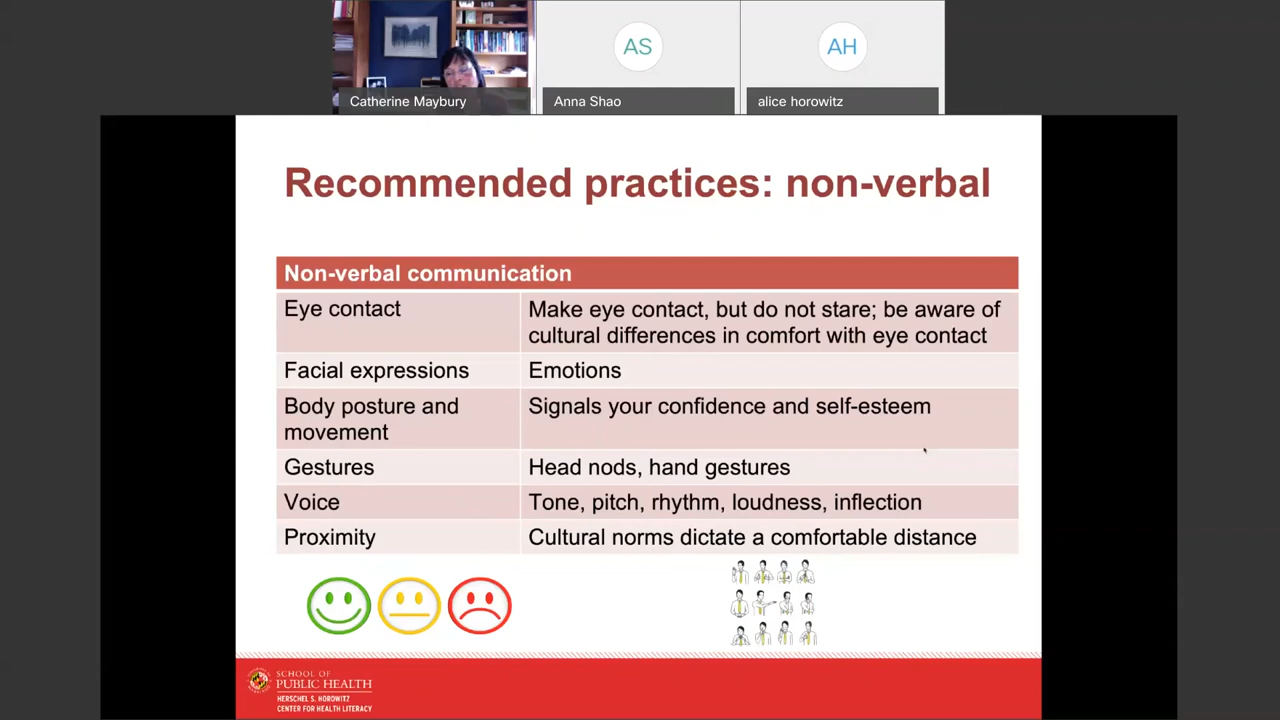 AS
AH
Catherine Maybury
Anna Shao
alice horowitz
Recommended practices: non-verbal
Non-verbal communication
Eye contact
Make eye contact, but do not stare; be aware of
cultural differences in comfort with eye contact
Facial expressions
Emotions
Body posture and
movement
Signals your confidence and self-esteem
Gestures
Head nods, hand gestures
Voice
Tone, pitch, rhythm, loudness, inflection
Proximity
Cultural norms dictate a comfortable distance
SCHOOL OF
PUBLIC HEALTH
HERSCHEL S. HOROWITZ
CENTER FOR HEALTH LITERACY